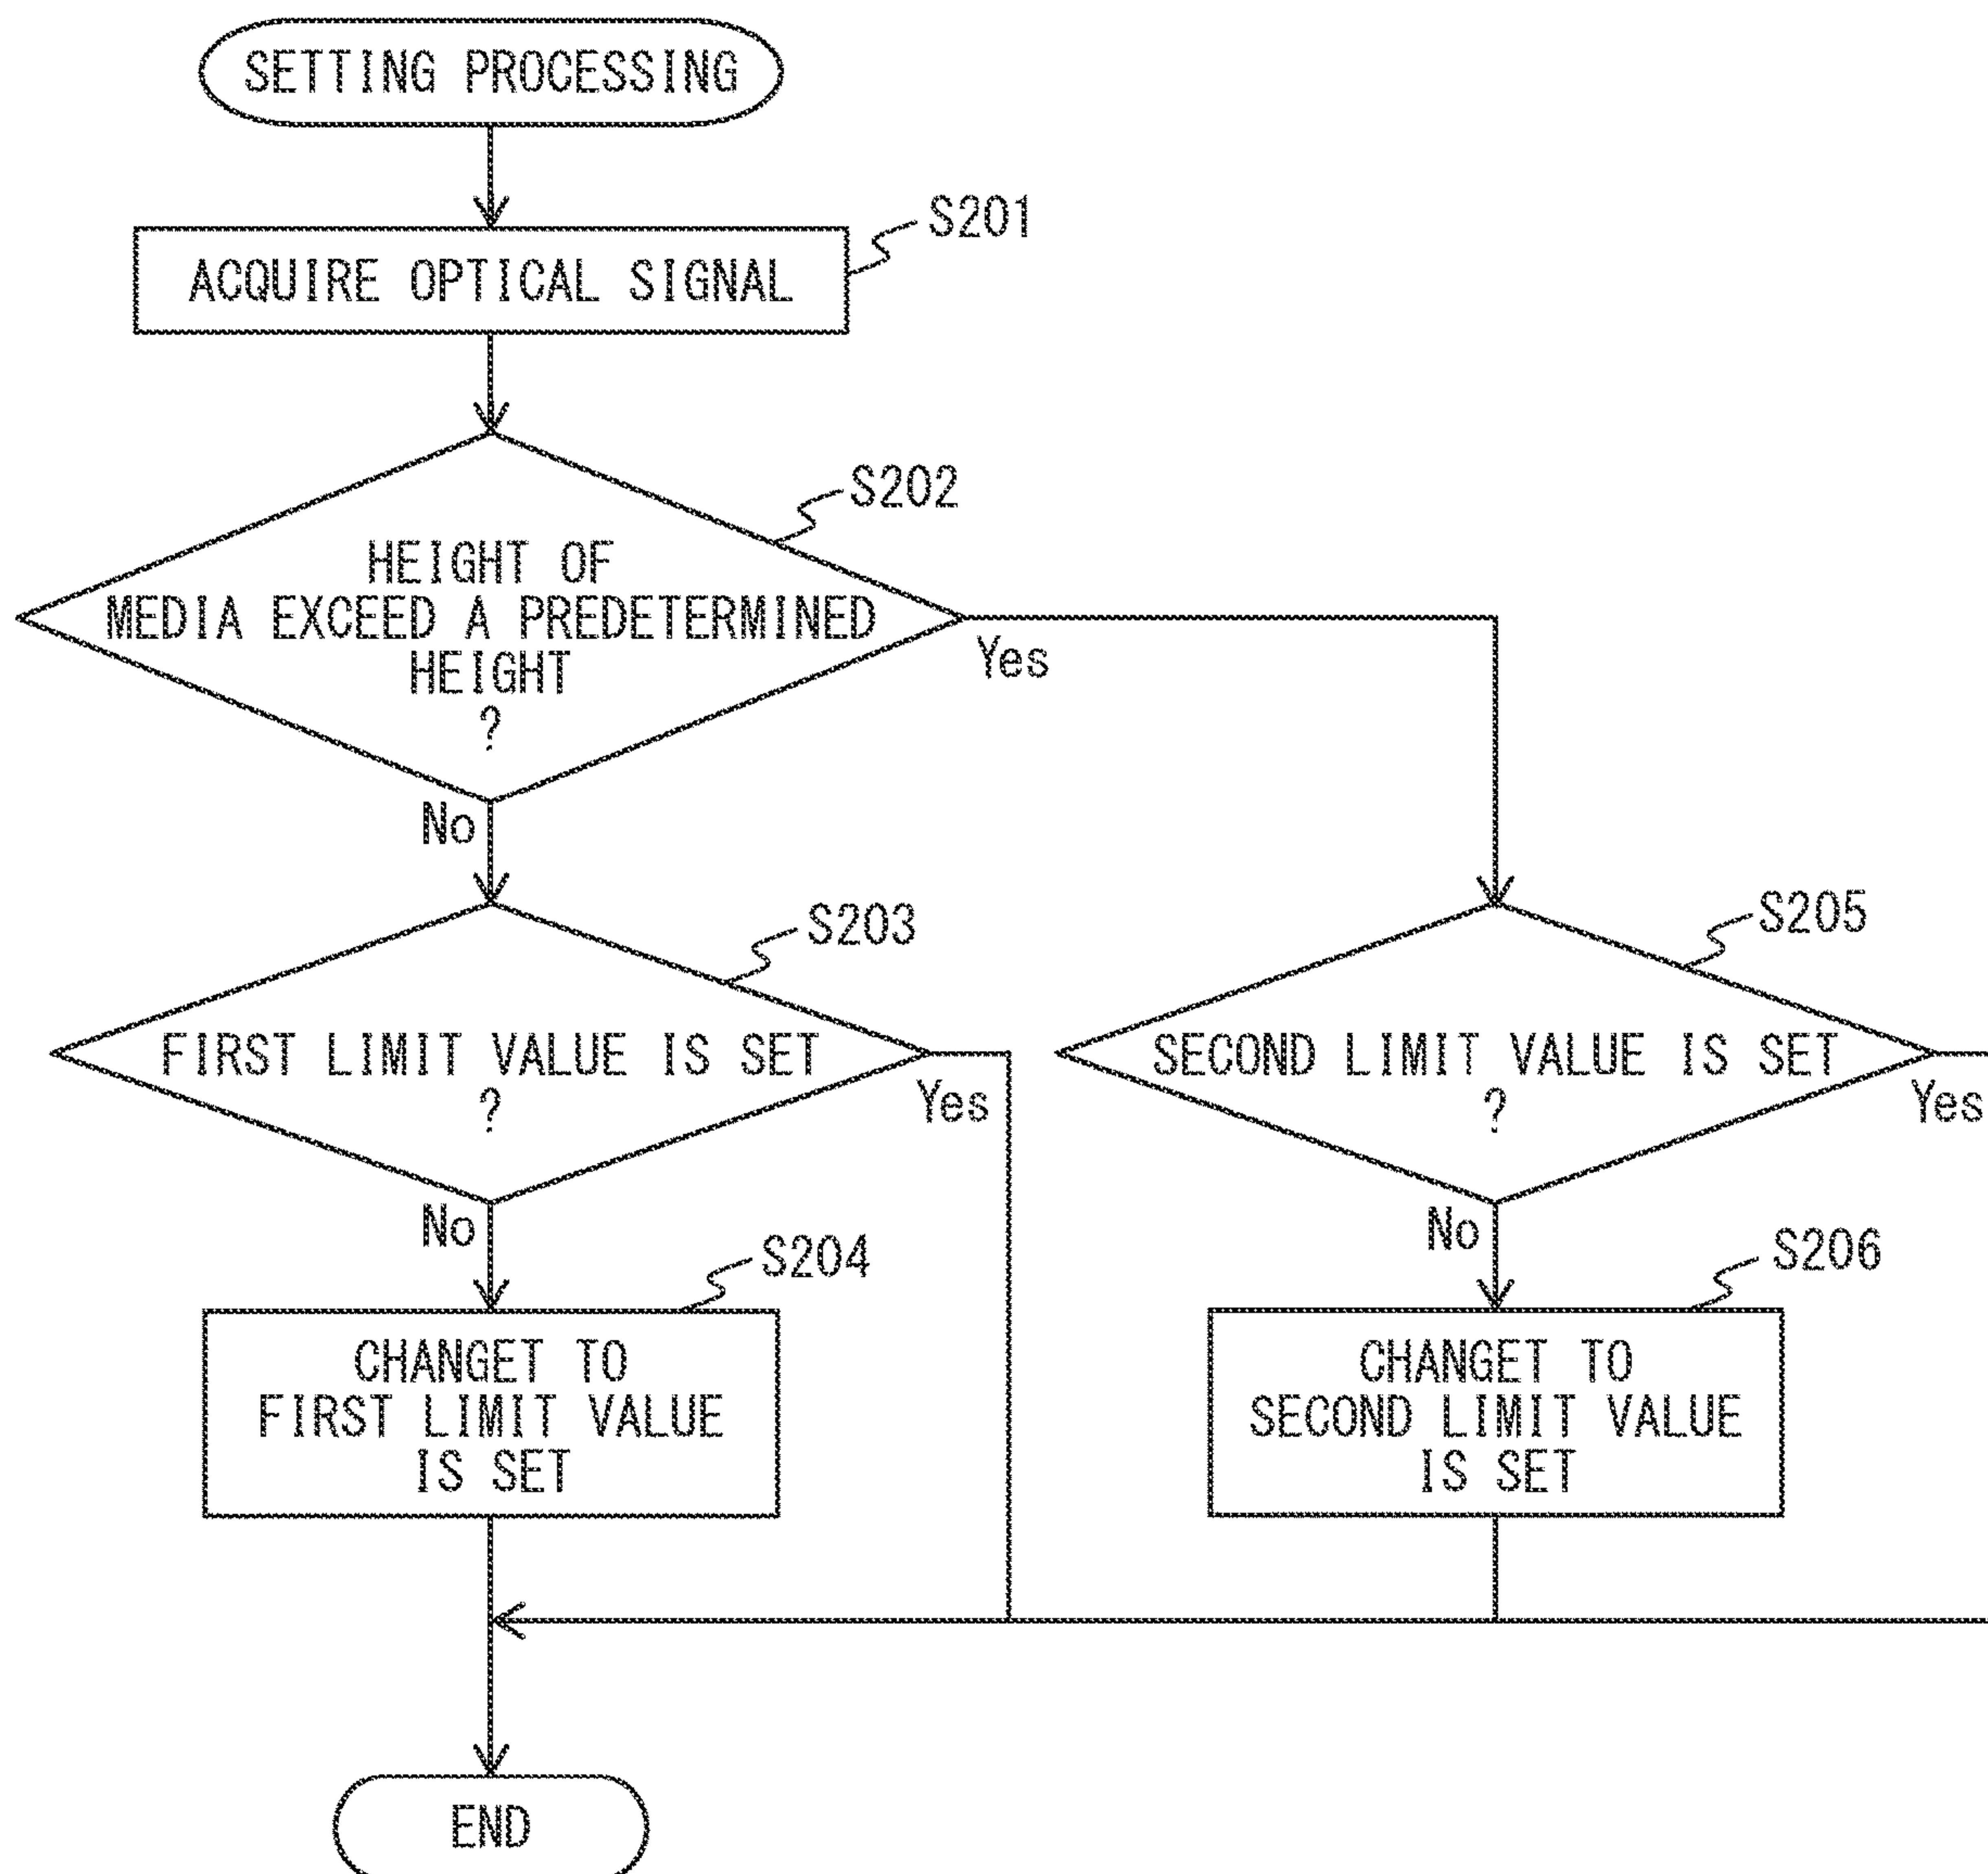 SETTING PROCESSING
S201
ACQUIRE OPTICAL SIGNAL
S202
HEIGHT OF
MEDIA EXCEED A PREDETERMINED
HEIGHT
?
Yes
No
S203
FIRST LIMIT VALUE IS SET
?
Yes
No
S205
SECOND LIMIT VALUE IS SET
?
Yes
No
S204
CHANGET TO
FIRST LIMIT VALUE
IS SET
S206
CHANGET TO
SECOND LIMIT VALUE
IS SET
END